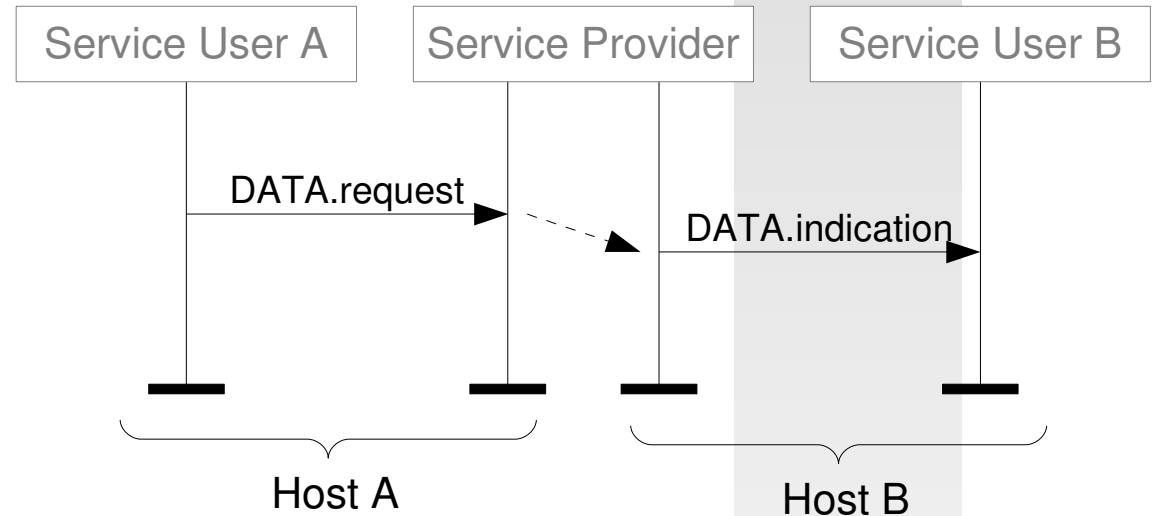 Service User A
Service Provider
Service User B
DATA.request
DATA.indication
Host A
Host B